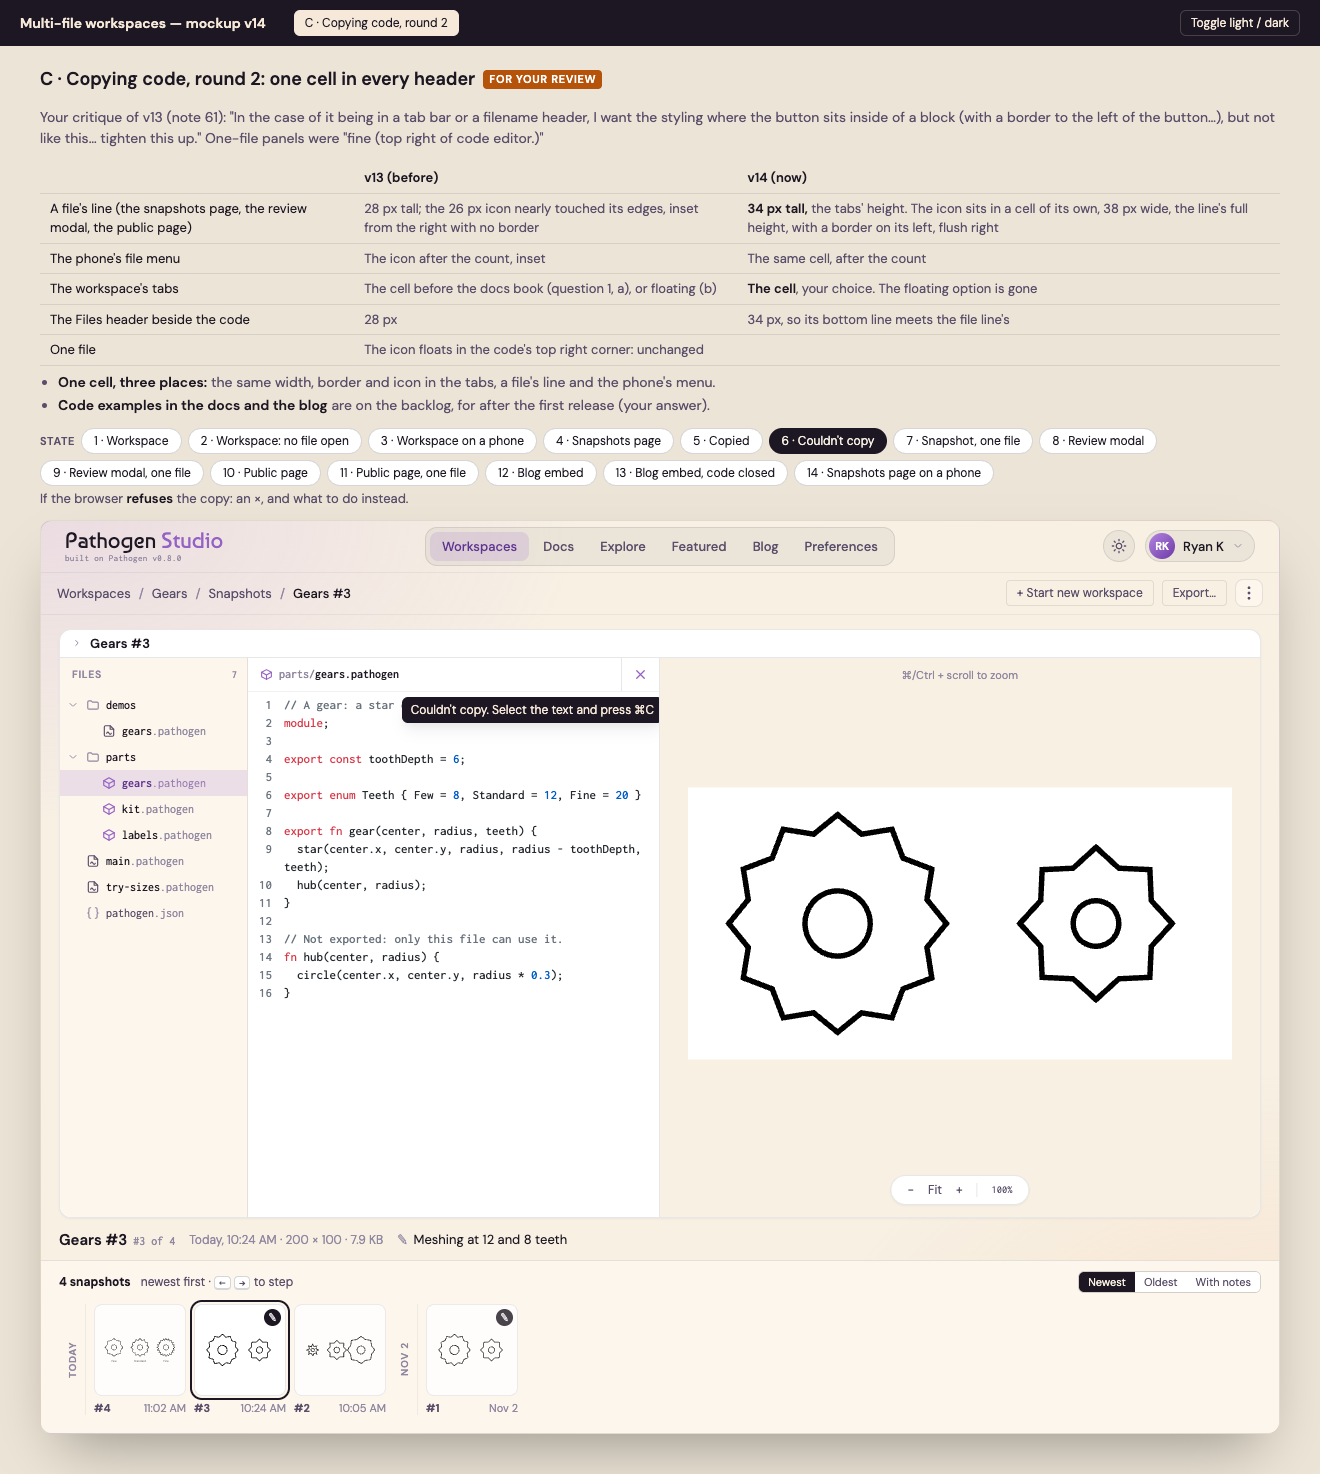 Multi-file workspaces — mockup v14
C · Copying code, round 2
Toggle light / dark
C · Copying code, round 2: one cell in every header
FOR YOUR REVIEW
Your critique of v13 (note 61): "In the case of it being in a tab bar or a filename header, I want the styling where the button sits inside of a block (with a border to the left of the button…), but not
like this… tighten this up." One-file panels were "fine (top right of code editor.)"
v13 (before)
v14 (now)
A file's line (the snapshots page, the review
modal, the public page)
28 px tall; the 26 px icon nearly touched its edges, inset
from the right with no border
34 px tall, the tabs' height. The icon sits in a cell of its own, 38 px wide, the line's full
height, with a border on its left, flush right
The phone's file menu
The icon after the count, inset
The same cell, after the count
The workspace's tabs
The cell before the docs book (question 1, a), or floating (b)
The cell, your choice. The floating option is gone
The Files header beside the code
28 px
34 px, so its bottom line meets the file line's
One file
The icon floats in the code's top right corner: unchanged
• One cell, three places: the same width, border and icon in the tabs, a file's line and the phone's menu.
• Code examples in the docs and the blog are on the backlog, for after the first release (your answer).
STATE
1 · Workspace
2 · Workspace: no file open
3 · Workspace on a phone
4 · Snapshots page
5 · Copied
6 · Couldn't copy
7 · Snapshot, one file
8 · Review modal
9 · Review modal, one file
10 · Public page
11 · Public page, one file
12 · Blog embed
13 · Blog embed, code closed
14 · Snapshots page on a phone
If the browser refuses the copy: an ×, and what to do instead.
Pathogen Studio
built on Pathogen v0.8.0
Workspaces
Docs
Explore
Featured
Blog
Preferences
RK
Ryan K
Workspaces / Gears / Snapshots / Gears #3
+ Start new workspace
Export…
Gears #3
FILES
7
demos
gears.pathogen
parts
gears.pathogen
kit.pathogen
labels.pathogen
main.pathogen
try-sizes.pathogen
{ } pathogen.json
parts/gears.pathogen
Couldn't copy. Select the text and press ⌘C
1 // A gear: a star
2 module;
3
4 export const toothDepth = 6;
5
6 export enum Teeth { Few = 8, Standard = 12, Fine = 20 }
7
8 export fn gear(center, radius, teeth) {
9 star(center.x, center.y, radius, radius - toothDepth,
teeth);
10 hub(center, radius);
11 }
12
13 // Not exported: only this file can use it.
14 fn hub(center, radius) {
15 circle(center.x, center.y, radius * 0.3);
16 }
⌘/Ctrl + scroll to zoom
− Fit + 100%
Gears #3 #3 of 4 Today, 10:24 AM · 200 × 100 · 7.9 KB ✎ Meshing at 12 and 8 teeth
4 snapshots newest first · ← → to step
Newest
Oldest
With notes
TODAY
#4 11:02 AM
#3 10:24 AM
#2 10:05 AM
NOV 2
#1 Nov 2